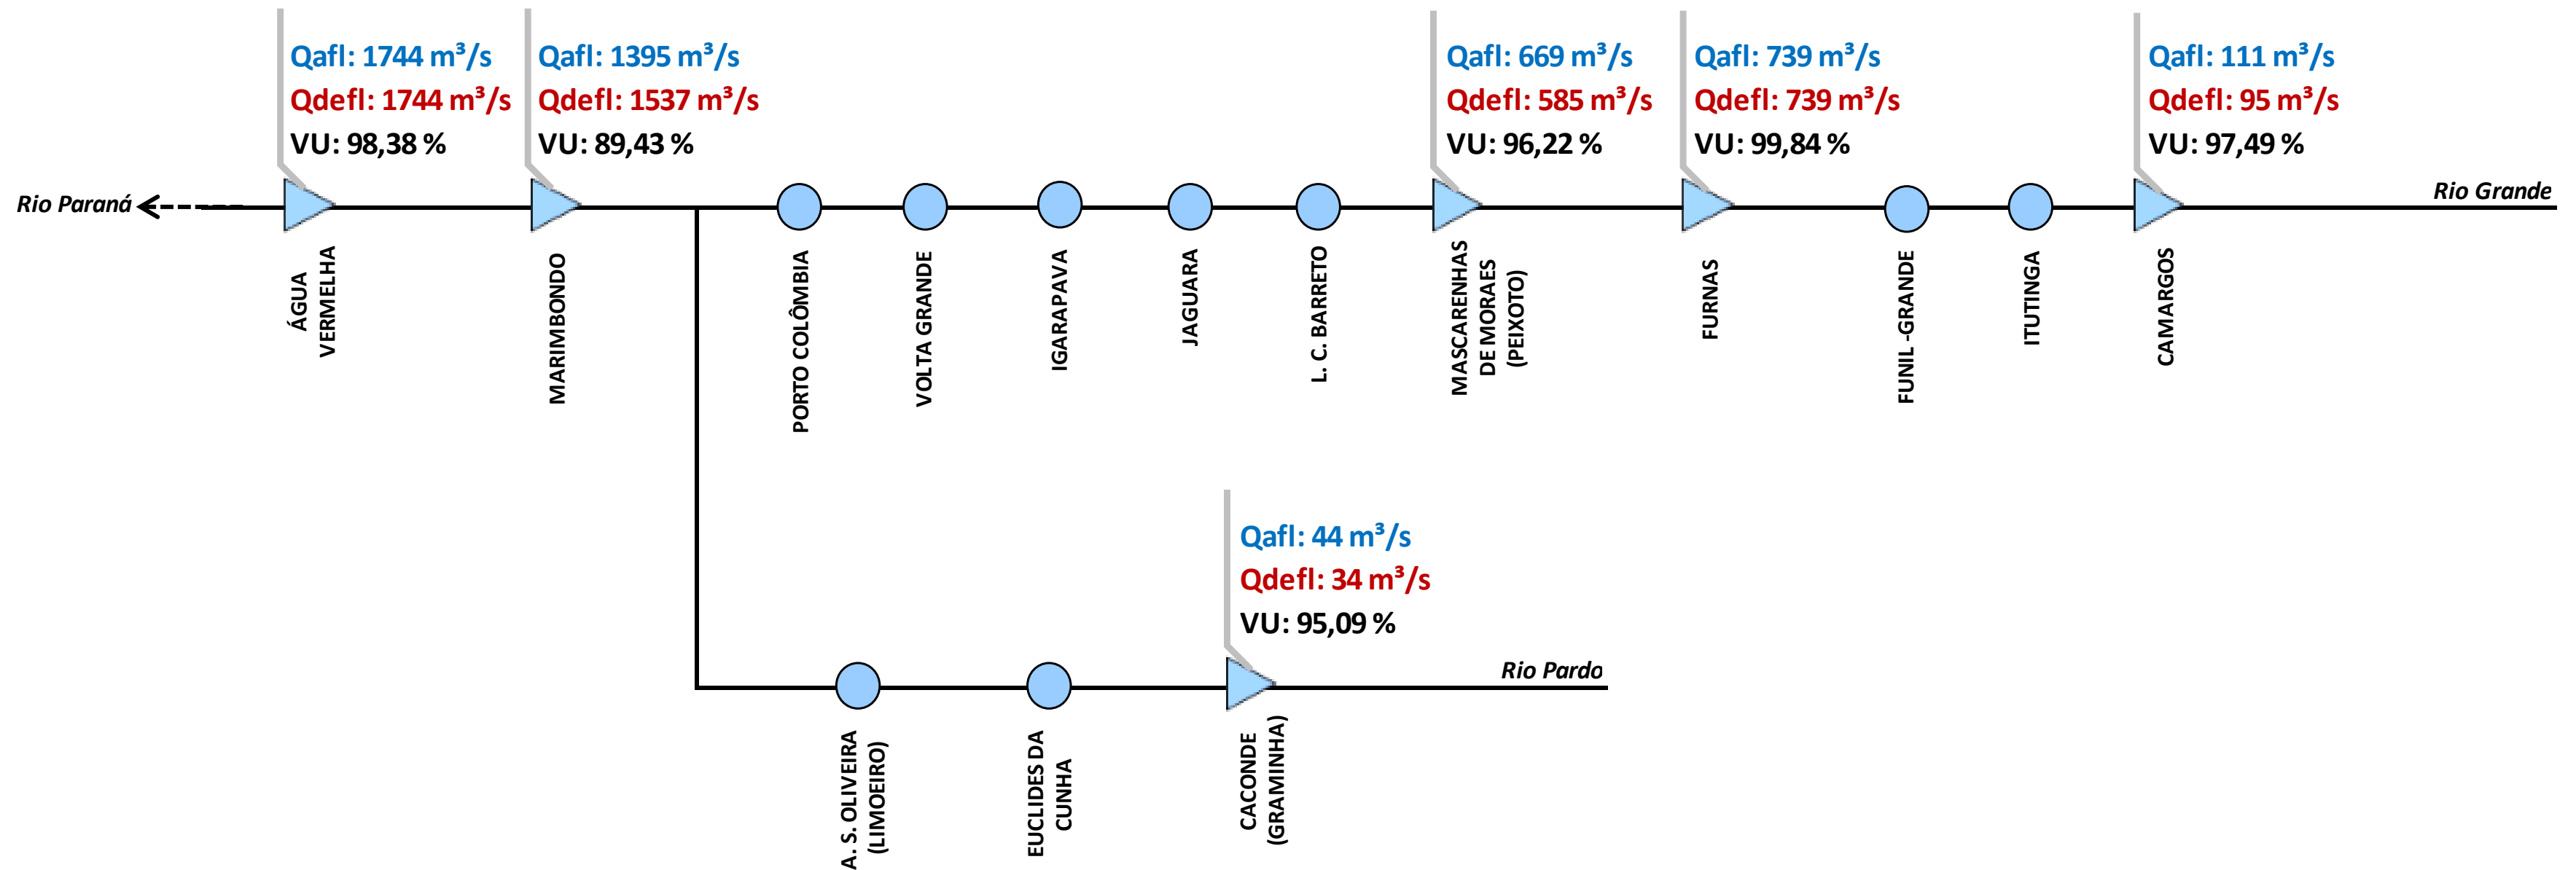 Qafl: 1744 m³/s
Qdefl: 1744 m³/s
VU: 98,38 %
Qafl: 1395 m³/s
Qdefl: 1537 m³/s
VU: 89,43 %
Qafl: 669 m³/s
Qdefl: 585 m³/s
VU: 96,22 %
Qafl: 739 m³/s
Qdefl: 739 m³/s
VU: 99,84 %
Qafl: 111 m³/s
Qdefl: 95 m³/s
VU: 97,49 %
Rio Paraná
Rio Grande
ÁGUA
VERMELHA
MARIMBONDO
PORTO COLÔMBIA
VOLTA GRANDE
IGARAPAVA
JAGUARA
L. C. BARRETO
MASCARENHAS
DE MORAES
(PEIXOTO)
FURNAS
FUNIL -GRANDE
ITUTINGA
CAMARGOS
Qafl: 44 m³/s
Qdefl: 34 m³/s
VU: 95,09 %
Rio Pardo
A. S. OLIVEIRA
(LIMOEIRO)
EUCLIDES DA
CUNHA
CACONDE
(GRAMINHA)